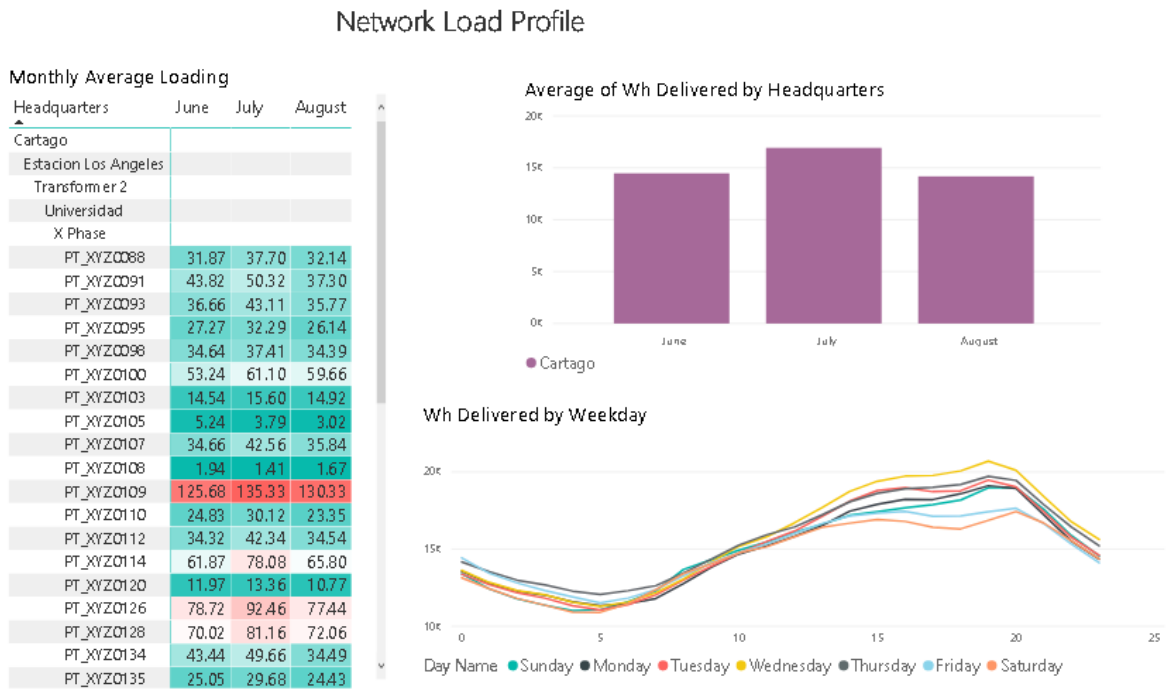 Network Load Profile
Monthly Average Loading
Headquarters June July August
Cartago
Estacion Los Angeles
Transformer 2
Universidad
X Phase
PT_XYZ0088 31.87 37.70 32.14
PT_XYZ0091 43.82 50.32 37.30
PT_XYZ0093 36.66 43.11 35.77
PT_XYZ0095 27.27 32.29 26.14
PT_XYZ0098 34.64 37.41 34.39
PT_XYZ0100 53.24 61.10 59.66
PT_XYZ0103 14.54 15.60 14.92
PT_XYZ0105 5.24 3.79 3.02
PT_XYZ0107 34.66 42.56 35.84
PT_XYZ0108 1.94 1.41 1.67
PT_XYZ0109 125.68 135.33 130.33
PT_XYZ0110 24.83 30.12 23.35
PT_XYZ0112 34.32 42.34 34.54
PT_XYZ0114 61.87 78.08 65.80
PT_XYZ0120 11.97 13.36 10.77
PT_XYZ0126 78.72 92.46 77.44
PT_XYZ0128 70.02 81.16 72.06
PT_XYZ0134 43.44 49.66 34.49
PT_XYZ0135 25.05 29.68 24.43
Average of Wh Delivered by Headquarters
20K
15K
10K
5K
0K
June July August
Cartago
Wh Delivered by Weekday
20K
15K
10K
0 5 10 15 20 25
Day Name Sunday Monday Tuesday Wednesday Thursday Friday Saturday